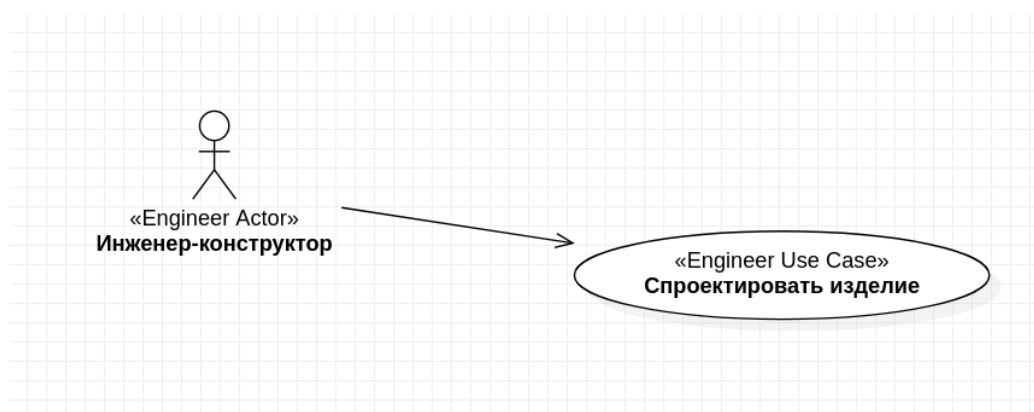 «Engineer Actor»
Инженер-конструктор
«Engineer Use Case»
Спроектировать изделие